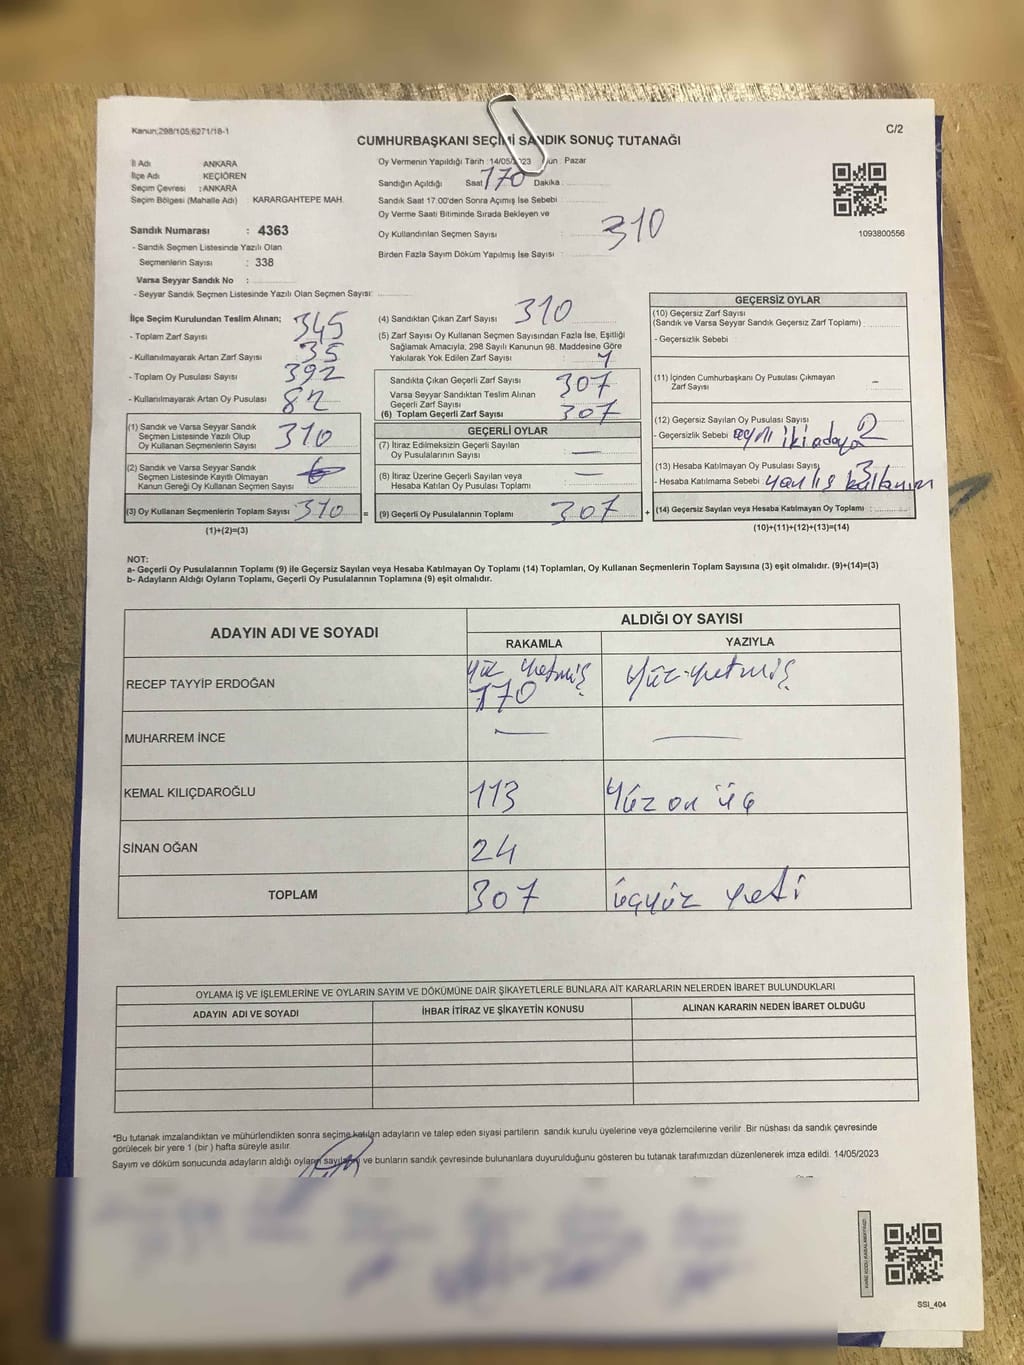 Kanun:298/105;6271/18-1
C/2
CUMHURBAŞKANI SEÇİMİ SANDIK SONUÇ TUTANAĞI
İl Adı ANKARA
İlçe Adı KEÇİÖREN
Seçim Çevresi : ANKARA
Seçim Bölgesi (Mahalle Adı) KARARGAHTEPE MAH.
Sandık Numarası : 4363
- Sandık Seçmen Listesinde Yazılı Olan
Seçmenlerin Sayısı : 338
Varsa Seyyar Sandık No :
- Seyyar Sandık Seçmen Listesinde Yazılı Olan Seçmen Sayısı:
Oy Vermenin Yapıldığı Tarih :14/05/2023 Gün : Pazar
Sandığın Açıldığı Saat 170 Dakika
Sandık Saat 17.00'den Sonra Açımış İse Sebebi
Oy Verme Saati Bitiminde Sırada Bekleyen ve
Oy Kullandırılan Seçmen Sayısı : 310
Birden Fazla Sayım Döküm Yapılmış İse Sayısı :
1093800556
İlçe Seçim Kurulundan Teslim Alınan;
- Toplam Zarf Sayısı 345
- Kullanılmayarak Artan Zarf Sayısı 35
- Toplam Oy Pusulası Sayısı 392
- Kullanılmayarak Artan Oy Pusulası 82
(1) Sandık ve Varsa Seyyar Sandık
Seçmen Listesinde Yazılı Olup
Oy Kullanan Seçmenlerin Sayısı 310
(2) Sandık ve Varsa Seyyar Sandık
Seçmen Listesinde Kayıtlı Olmayan
Kanun Gereği Oy Kullanan Seçmen Sayısı
(3) Oy Kullanan Seçmenlerin Toplam Sayısı 310 =
(1)+(2)=(3)
(4) Sandıktan Çıkan Zarf Sayısı : 310
(5) Zarf Sayısı Oy Kullanan Seçmen Sayısından Fazla İse, Eşitliği
Sağlamak Amacıyla, 298 Sayılı Kanunun 98. Maddesine Göre
Yakılarak Yok Edilen Zarf Sayısı :
Sandıkta Çıkan Geçerli Zarf Sayısı 307
Varsa Seyyar Sandıktan Teslim Alınan
Geçerli Zarf Sayısı
(6) Toplam Geçerli Zarf Sayısı 307
GEÇERLİ OYLAR
(7) İtiraz Edilmeksizin Geçerli Sayılan
Oy Pusulalarının Sayısı : —
(8) İtiraz Üzerine Geçerli Sayılan veya
Hesaba Katılan Oy Pusulası Toplamı : —
(9) Geçerli Oy Pusulalarının Toplamı 307 +
GEÇERSİZ OYLAR
(10) Geçersiz Zarf Sayısı
(Sandık ve Varsa Seyyar Sandık Geçersiz Zarf Toplamı) :
- Geçersizlik Sebebi
(11) İçinden Cumhurbaşkanı Oy Pusulası Çıkmayan
Zarf Sayısı –
(12) Geçersiz Sayılan Oy Pusulası Sayısı 2
- Geçersizlik Sebebi aynı iki adaya
(13) Hesaba Katılmayan Oy Pusulası Sayısı 3
- Hesaba Katılmama Sebebi : yanlış kullanım
(14) Geçersiz Sayılan veya Hesaba Katılmayan Oy Toplamı :
(10)+(11)+(12)+(13)=(14)
NOT:
a- Geçerli Oy Pusulalarının Toplamı (9) ile Geçersiz Sayılan veya Hesaba Katılmayan Oy Toplamı (14) Toplamları, Oy Kullanan Seçmenlerin Toplam Sayısına (3) eşit olmalıdır. (9)+(14)=(3)
b- Adayların Aldığı Oyların Toplamı, Geçerli Oy Pusulalarının Toplamına (9) eşit olmalıdır.
ADAYIN ADI VE SOYADI
ALDIĞI OY SAYISI
RAKAMLA YAZIYLA
RECEP TAYYİP ERDOĞAN yüz yetmiş 170 Yüz-yetmiş
MUHARREM İNCE — —
KEMAL KILIÇDAROĞLU 113 Yüz on üç
SİNAN OĞAN 24
TOPLAM 307 üçyüz yedi
OYLAMA İŞ VE İŞLEMLERİNE VE OYLARIN SAYIM VE DÖKÜMÜNE DAİR ŞİKAYETLERLE BUNLARA AİT KARARLARIN NELERDEN İBARET BULUNDUKLARI
ADAYIN ADI VE SOYADI İHBAR İTİRAZ VE ŞİKAYETİN KONUSU ALINAN KARARIN NEDEN İBARET OLDUĞU
*Bu tutanak imzalandıktan ve mühürlendikten sonra seçime katılan adayların ve talep eden siyasi partilerin sandık kurulu üyelerine veya gözlemcilerine verilir. Bir nüshası da sandık çevresinde
görülecek bir yere 1 (bir) hafta süreyle asılır.
Sayım ve döküm sonucunda adayların aldığı oyların sayıları ve bunların sandık çevresinde bulunanlara duyurulduğunu gösteren bu tutanak tarafımızdan düzenlenerek imza edildi. 14/05/2023
SSI_404